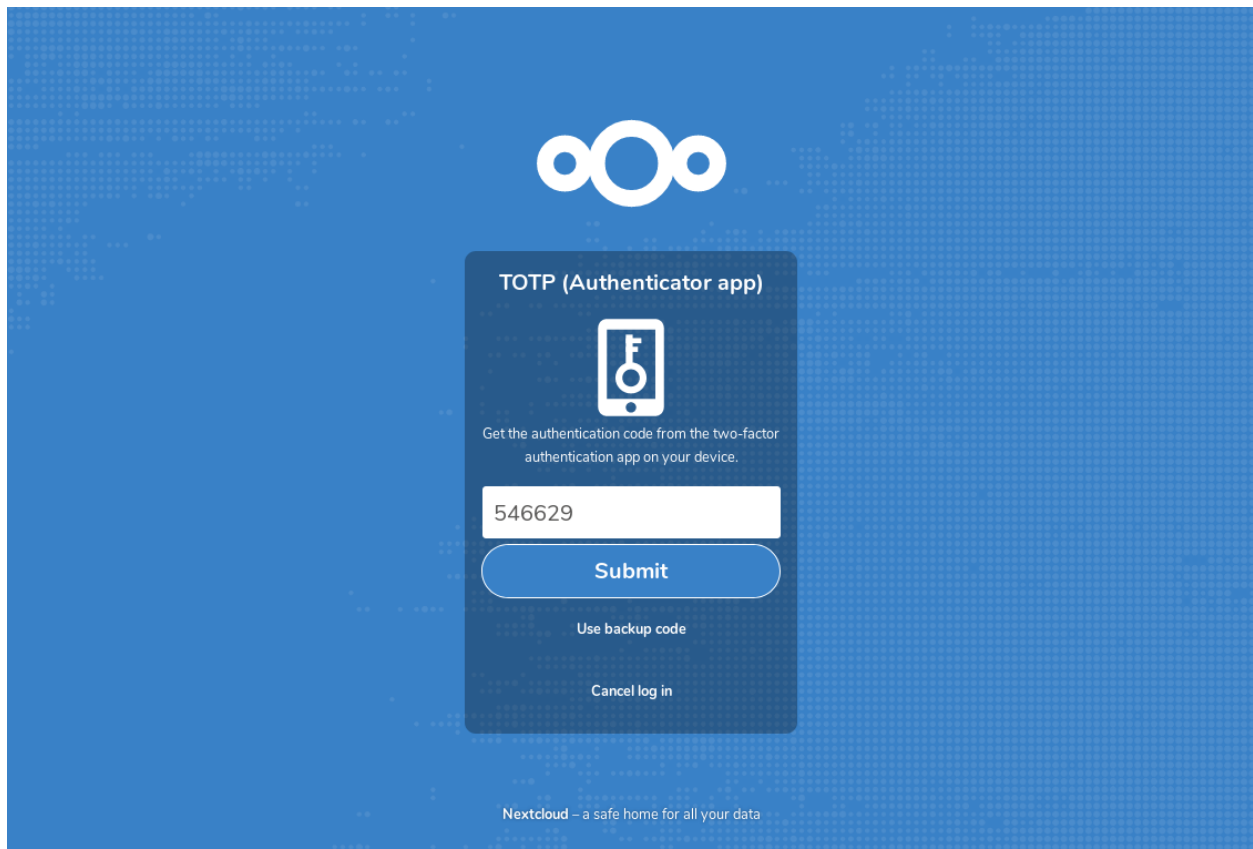 TOTP (Authenticator app)
Get the authentication code from the two-factor
authentication app on your device.
546629
Submit
Use backup code
Cancel log in
Nextcloud – a safe home for all your data